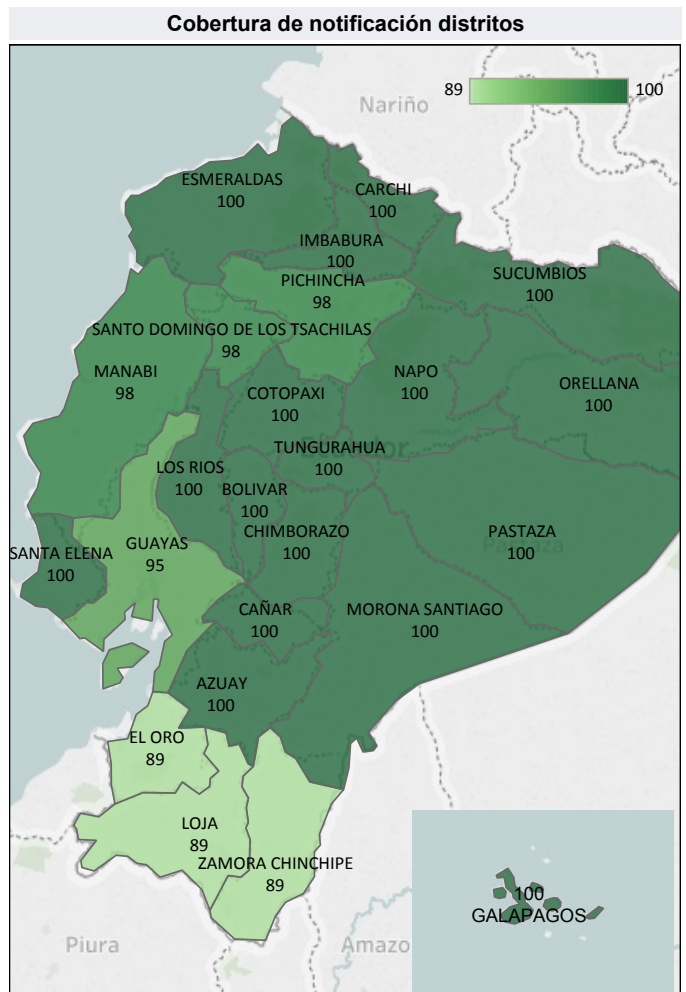 Cobertura de notificación distritos
89
100
Nariño
ESMERALDAS
100
CARCHI
100
IMBABURA
100
SUCUMBIOS
100
PICHINCHA
98
SANTO DOMINGO DE LOS TSACHILAS
98
MANABI
98
NAPO
100
ORELLANA
100
COTOPAXI
100
TUNGURAHUA
100
LOS RIOS
100
BOLIVAR
100
CHIMBORAZO
100
PASTAZA
100
Pastaza
SANTA ELENA
100
GUAYAS
95
CAÑAR
100
MORONA SANTIAGO
100
AZUAY
100
EL ORO
89
LOJA
89
ZAMORA CHINCHIPE
89
100
GALAPAGOS
Piura
Amazo